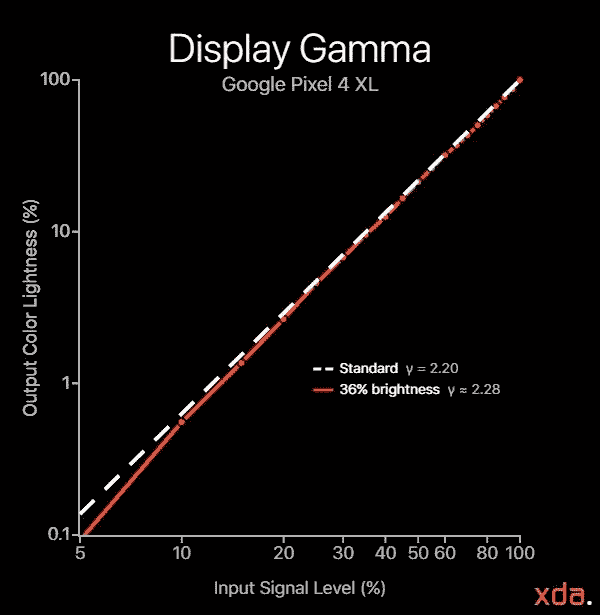 Display Gamma
Google Pixel 4 XL
100
10
1
0.1
Output Color Lightness (%)
Standard γ = 2.20
36% brightness γ ≈ 2.28
5 10 20 30 40 50 60 80 100
Input Signal Level (%)
xda.